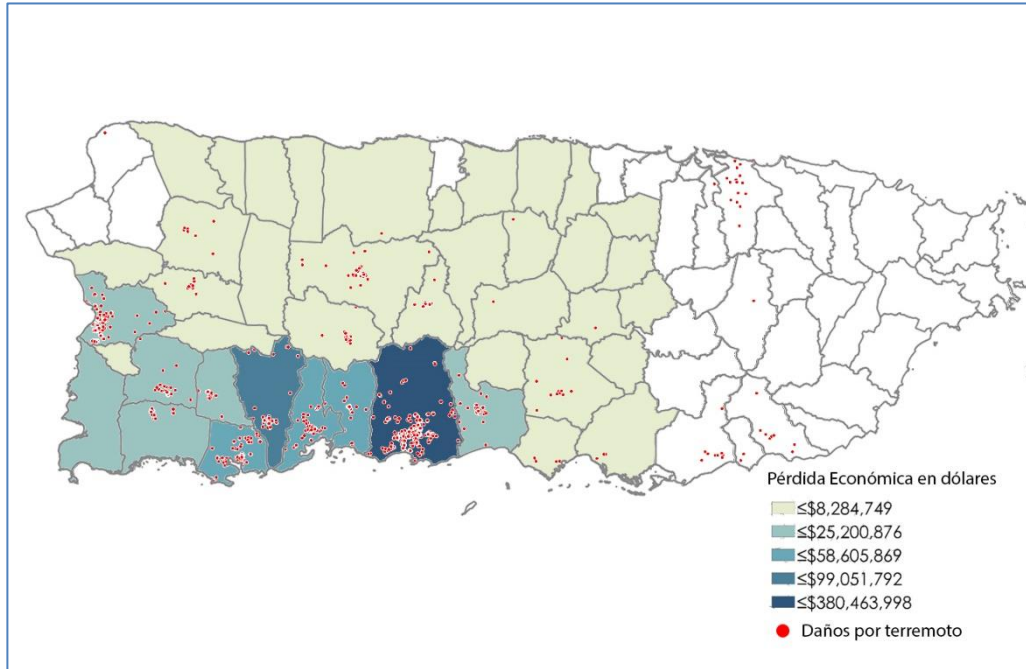 Pérdida Económica en dólares
≤$8,284,749
≤$25,200,876
≤$58,605,869
≤$99,051,792
≤$380,463,998
Daños por terremoto